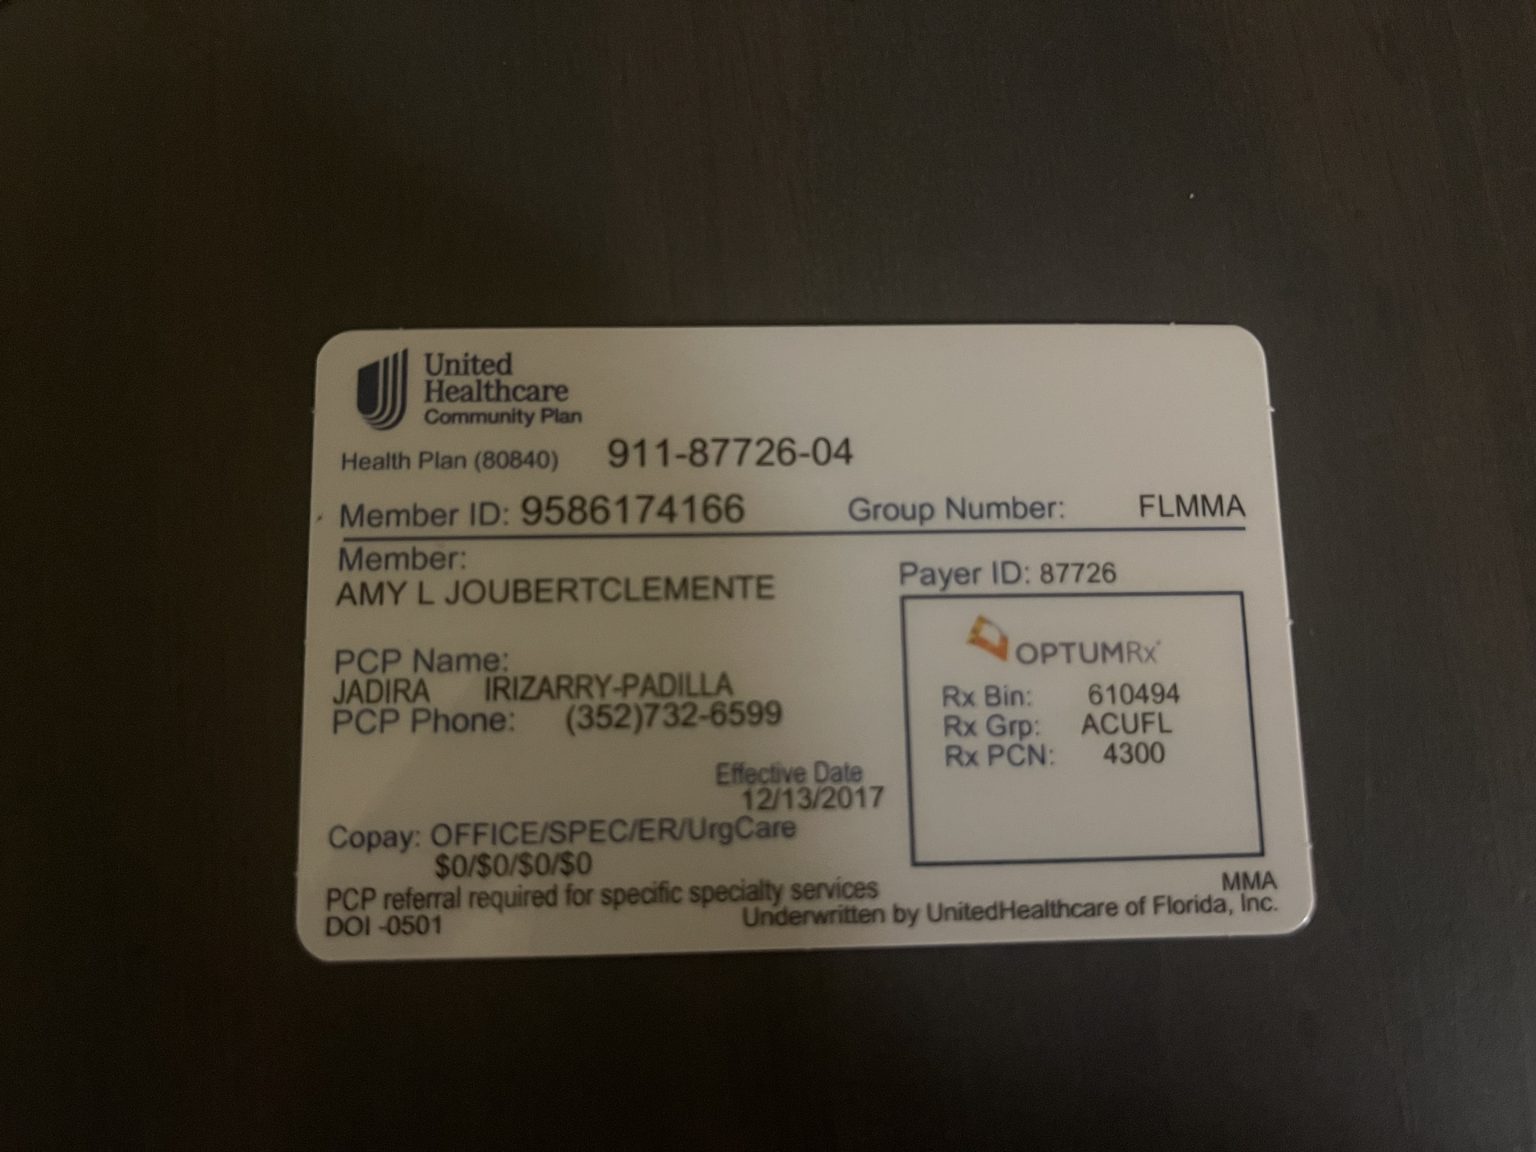 United
Healthcare
Community Plan
Health Plan (80840) 911-87726-04
Member ID: 9586174166 Group Number: FLMMA
Member:
AMY L JOUBERTCLEMENTE
Payer ID: 87726
PCP Name:
JADIRA IRIZARRY-PADILLA
PCP Phone: (352)732-6599
OPTUMRx
Rx Bin: 610494
Rx Grp: ACUFL
Rx PCN: 4300
Effective Date
12/13/2017
Copay: OFFICE/SPEC/ER/UrgCare
$0/$0/$0/$0
PCP referral required for specific specialty services
DOI -0501
MMA
Underwritten by UnitedHealthcare of Florida, Inc.